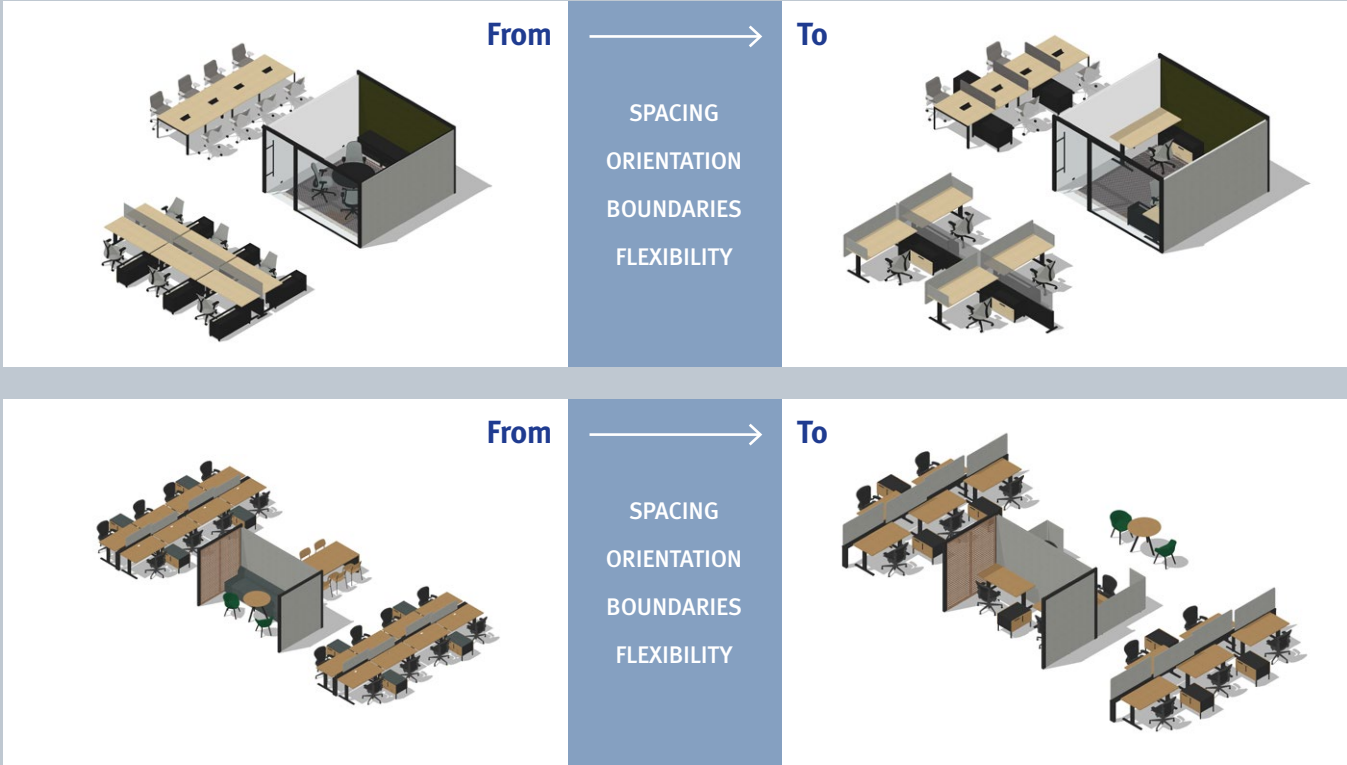 From
To
SPACING
ORIENTATION
BOUNDARIES
FLEXIBILITY
From
To
SPACING
ORIENTATION
BOUNDARIES
FLEXIBILITY